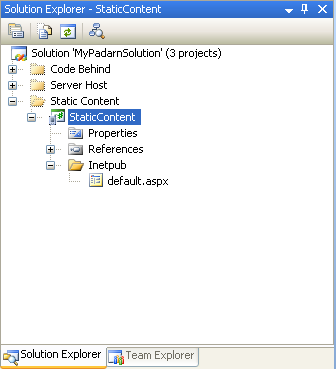 Solution Explorer - StaticContent
Solution 'MyPadarnSolution' (3 projects)
Code Behind
Server Host
Static Content
StaticContent
Properties
References
Inetpub
default.aspx
Solution Explorer Team Explorer